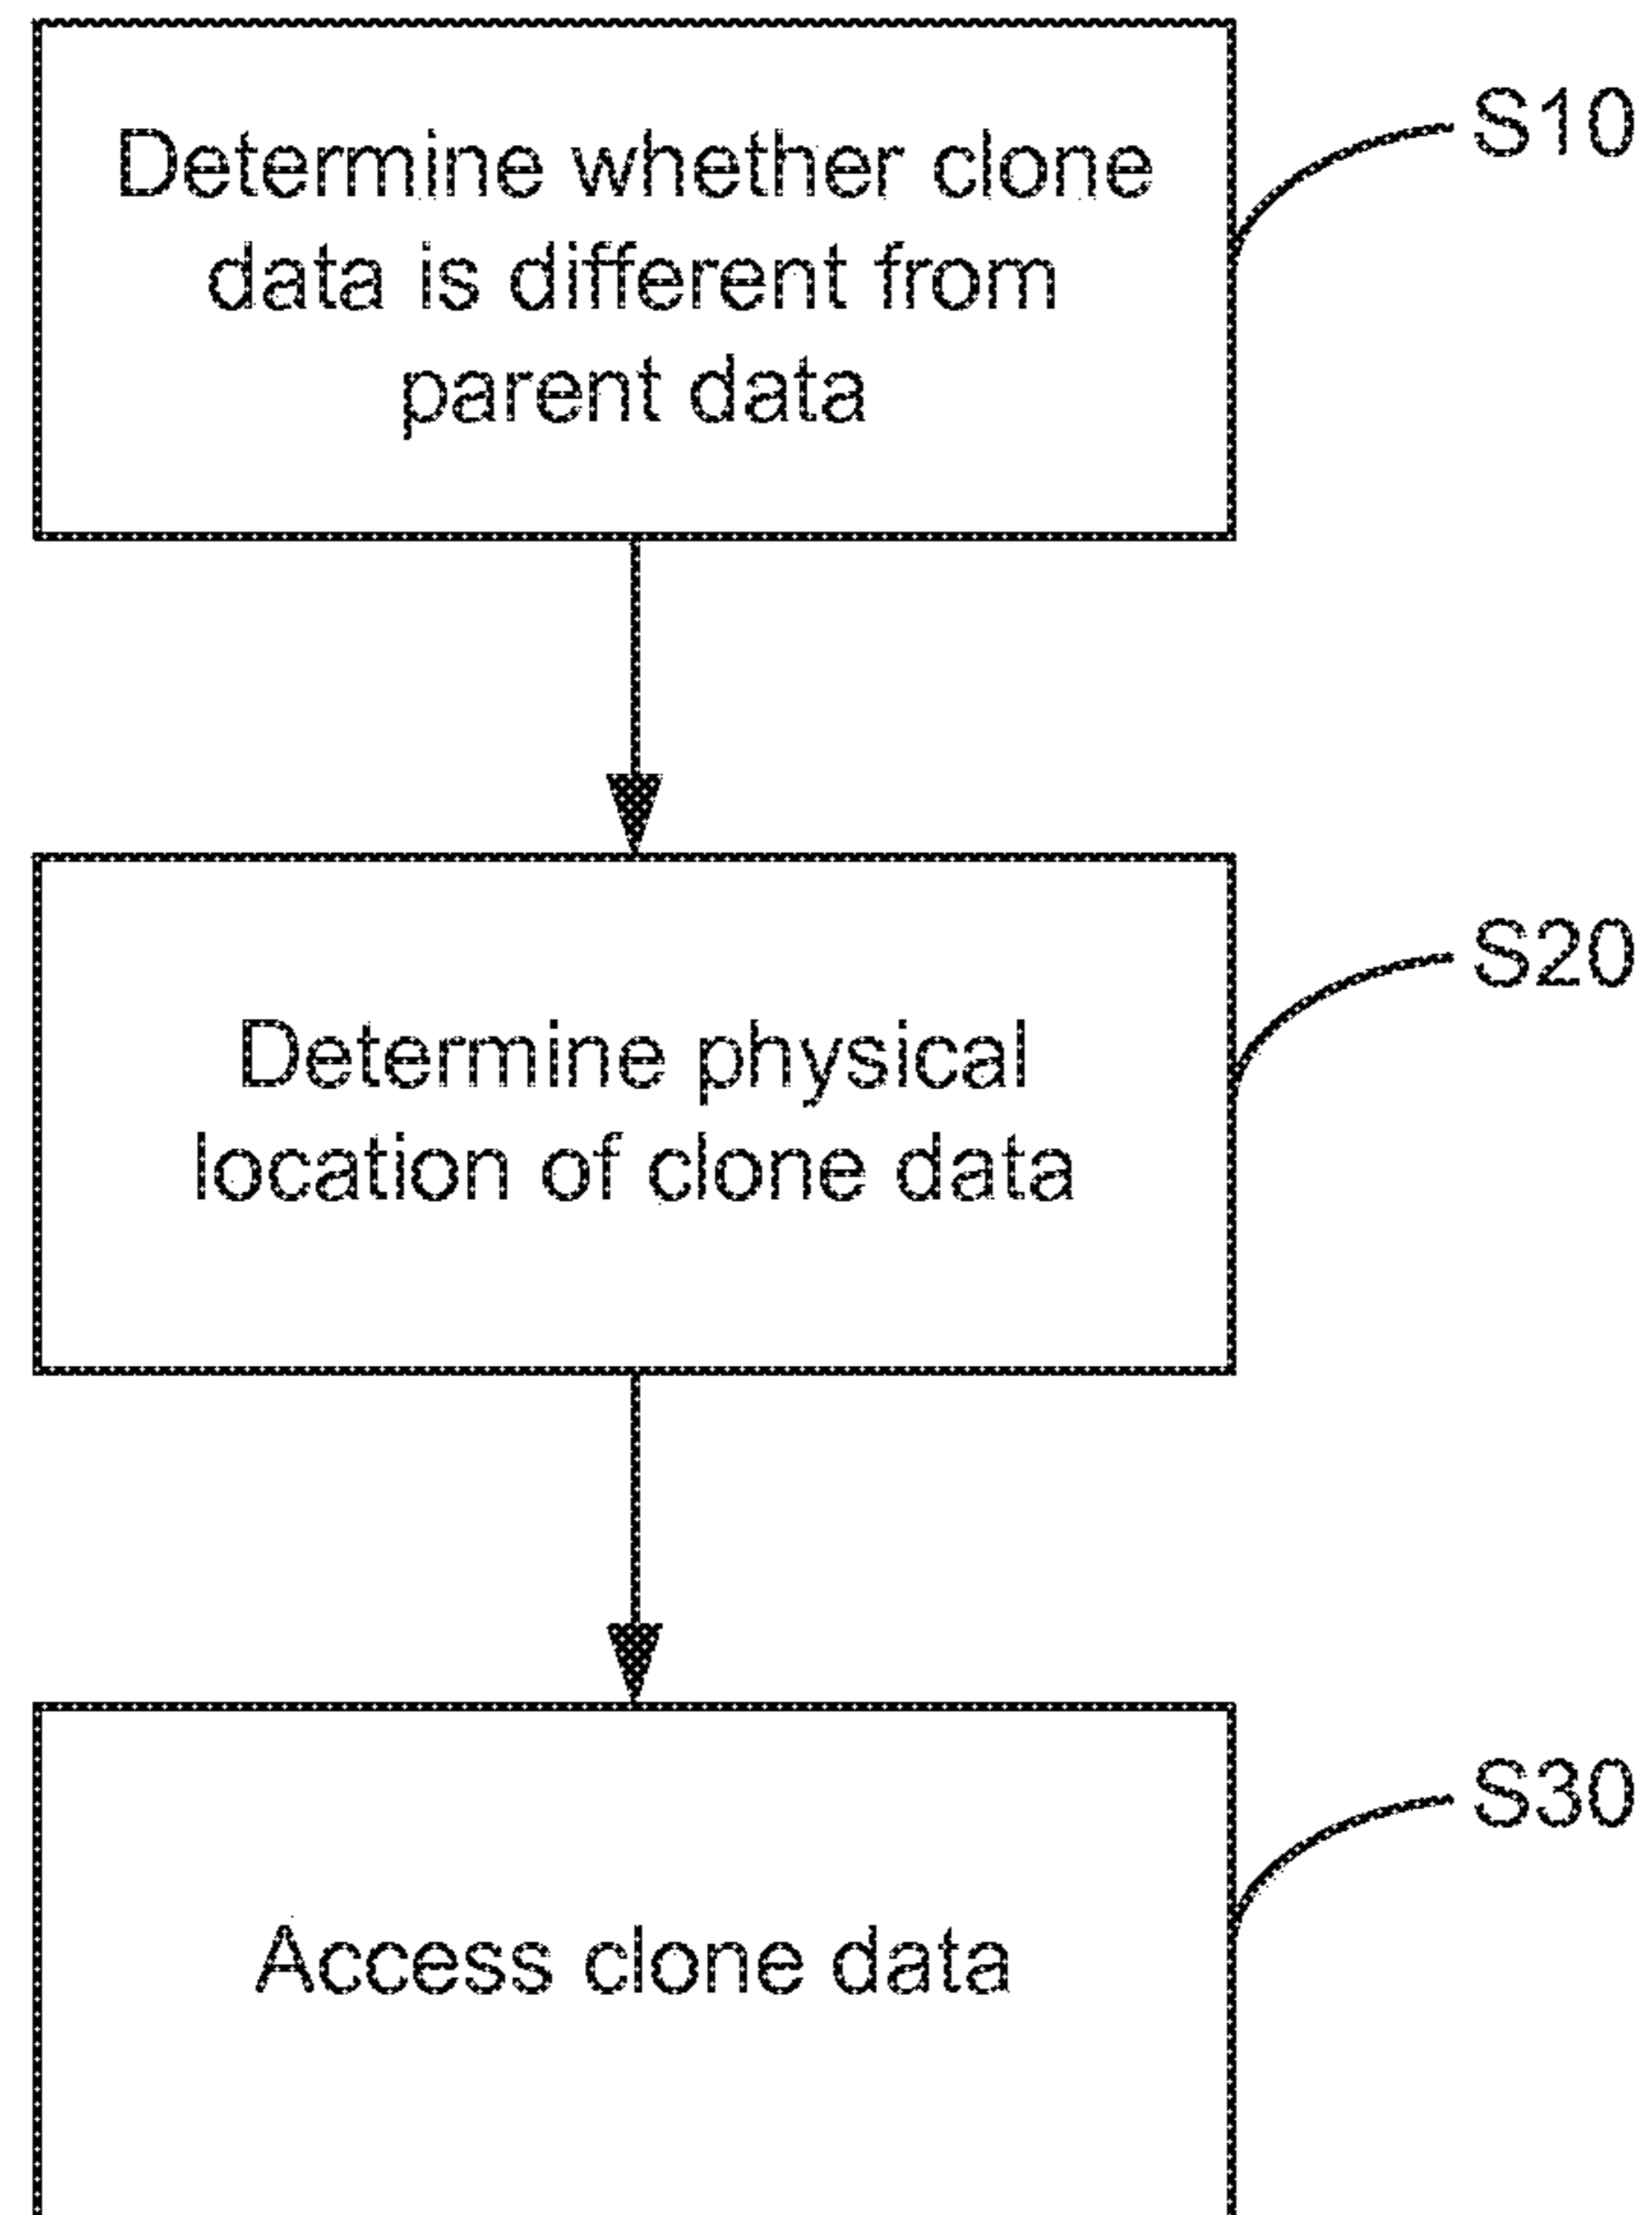 Determine whether clone
data is different from
parent data
S10
Determine physical
location of clone data
S20
Access clone data
S30